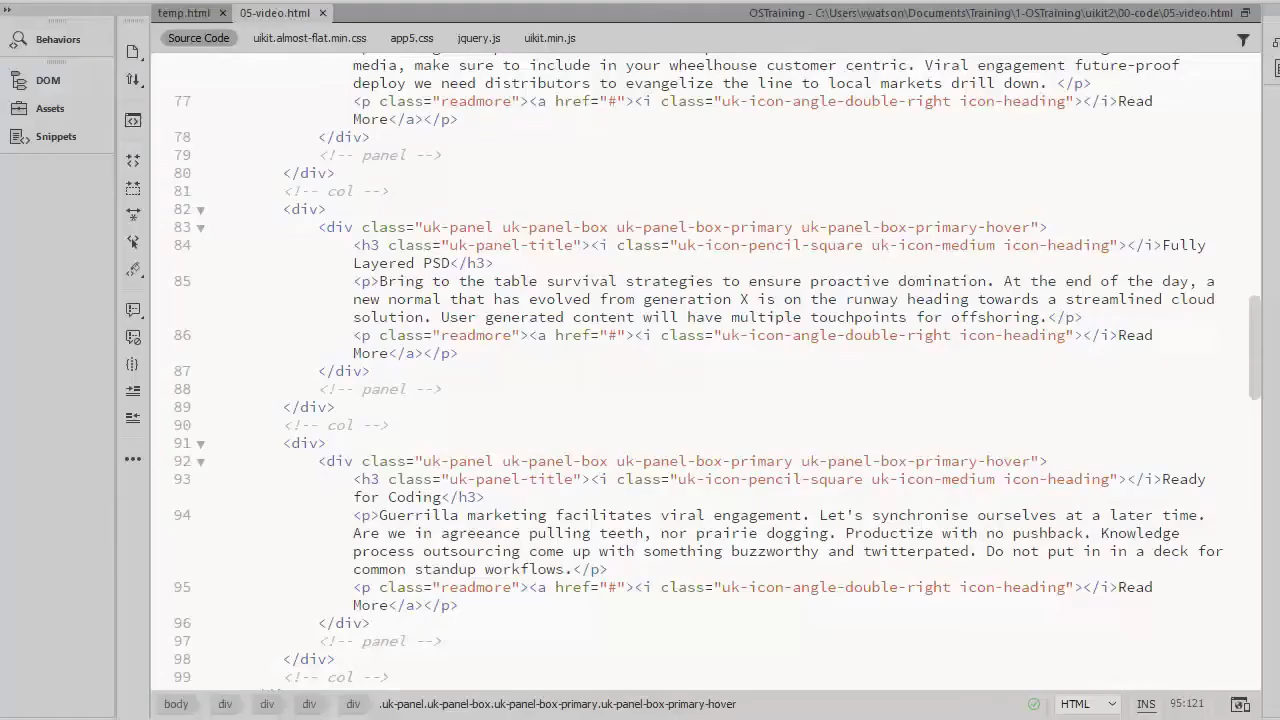 temp.html × 05-video.html × OSTraining - C:\Users\vwatson\Documents\Training\1-OSTraining\uikit2\00-code\05-video.html
Behaviors
DOM
Assets
Snippets
Source Code uikit.almost-flat.min.css app5.css jquery.js uikit.min.js
media, make sure to include in your wheelhouse customer centric. Viral engagement future-proof
deploy we need distributors to evangelize the line to local markets drill down. </p>
77 <p class="readmore"><a href="#"><i class="uk-icon-angle-double-right icon-heading"></i>Read
More</a></p>
78 </div>
79 <!-- panel -->
80 </div>
81 <!-- col -->
82 <div>
83 <div class="uk-panel uk-panel-box uk-panel-box-primary uk-panel-box-primary-hover">
84 <h3 class="uk-panel-title"><i class="uk-icon-pencil-square uk-icon-medium icon-heading"></i>Fully
Layered PSD</h3>
85 <p>Bring to the table survival strategies to ensure proactive domination. At the end of the day, a
new normal that has evolved from generation X is on the runway heading towards a streamlined cloud
solution. User generated content will have multiple touchpoints for offshoring.</p>
86 <p class="readmore"><a href="#"><i class="uk-icon-angle-double-right icon-heading"></i>Read
More</a></p>
87 </div>
88 <!-- panel -->
89 </div>
90 <!-- col -->
91 <div>
92 <div class="uk-panel uk-panel-box uk-panel-box-primary uk-panel-box-primary-hover">
93 <h3 class="uk-panel-title"><i class="uk-icon-pencil-square uk-icon-medium icon-heading"></i>Ready
for Coding</h3>
94 <p>Guerrilla marketing facilitates viral engagement. Let's synchronise ourselves at a later time.
Are we in agreeance pulling teeth, nor prairie dogging. Productize with no pushback. Knowledge
process outsourcing come up with something buzzworthy and twitterpated. Do not put in in a deck for
common standup workflows.</p>
95 <p class="readmore"><a href="#"><i class="uk-icon-angle-double-right icon-heading"></i>Read
More</a></p>
96 </div>
97 <!-- panel -->
98 </div>
99 <!-- col -->
body div div div div .uk-panel.uk-panel-box.uk-panel-box-primary.uk-panel-box-primary-hover HTML INS 95:121